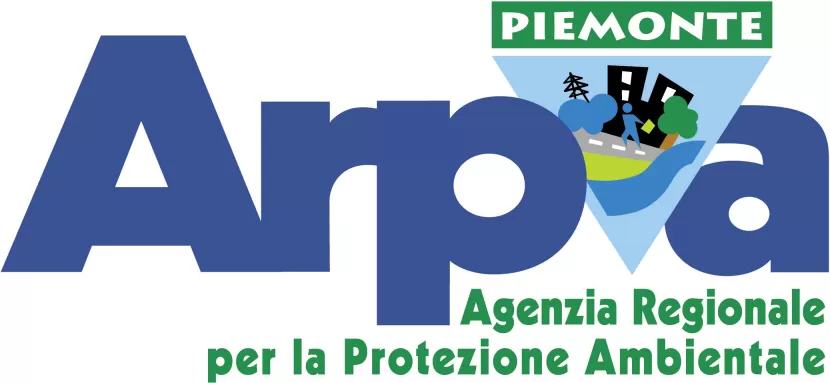 PIEMONTE
Arpa
Agenzia Regionale
per la Protezione Ambientale